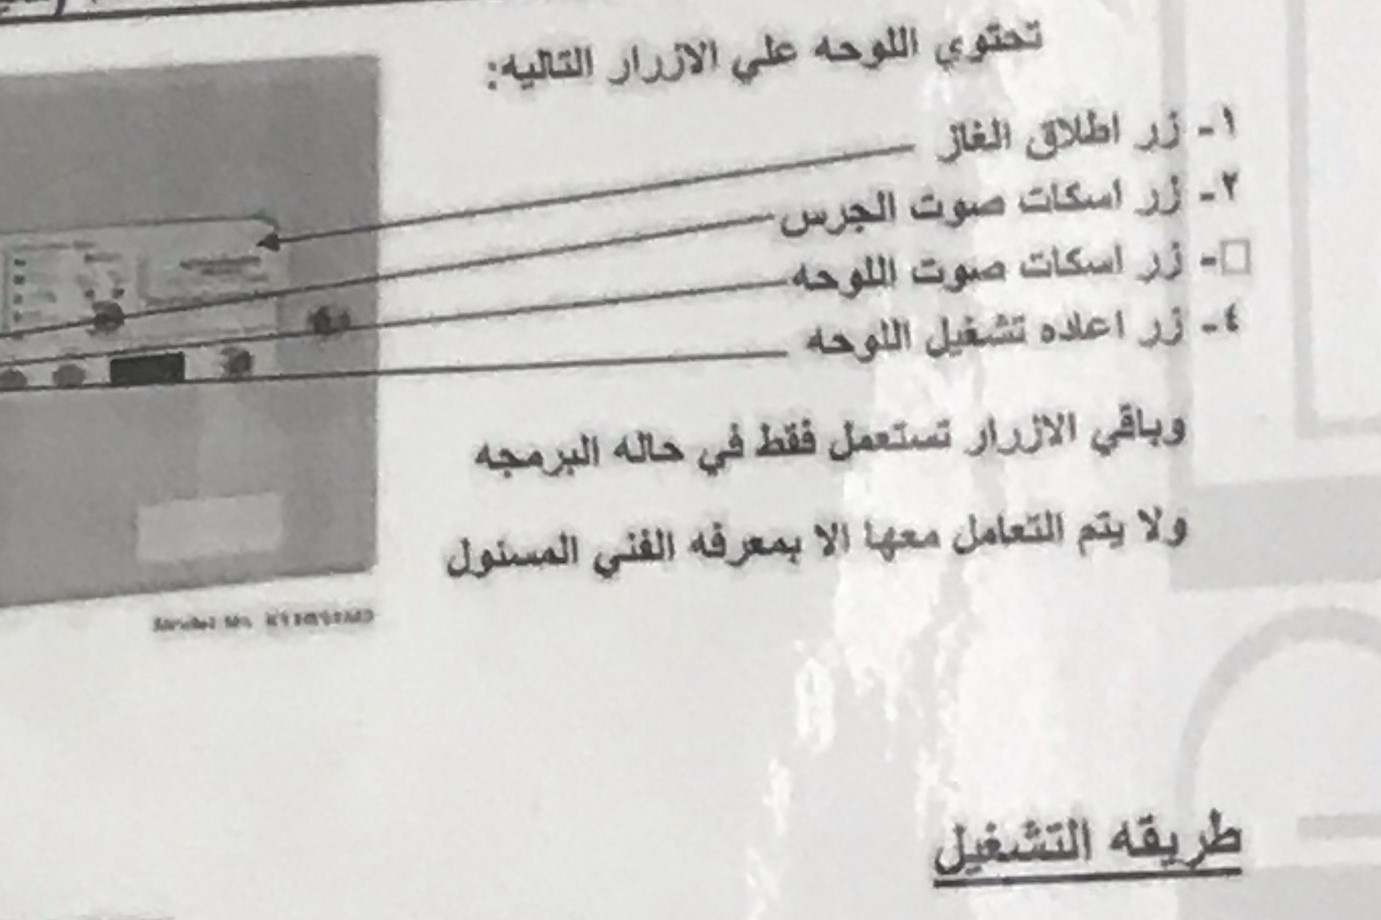 تحتوي اللوحه علي الازرار التاليه:
١- زر اطلاق الغاز
٢- زر اسكات صوت الجرس
□- زر اسكات صوت اللوحه
٤- زر اعاده تشغيل اللوحه
وباقي الازرار تستعمل فقط في حاله البرمجه
ولا يتم التعامل معها الا بمعرفه الفني المسئول
طريقه التشغيل